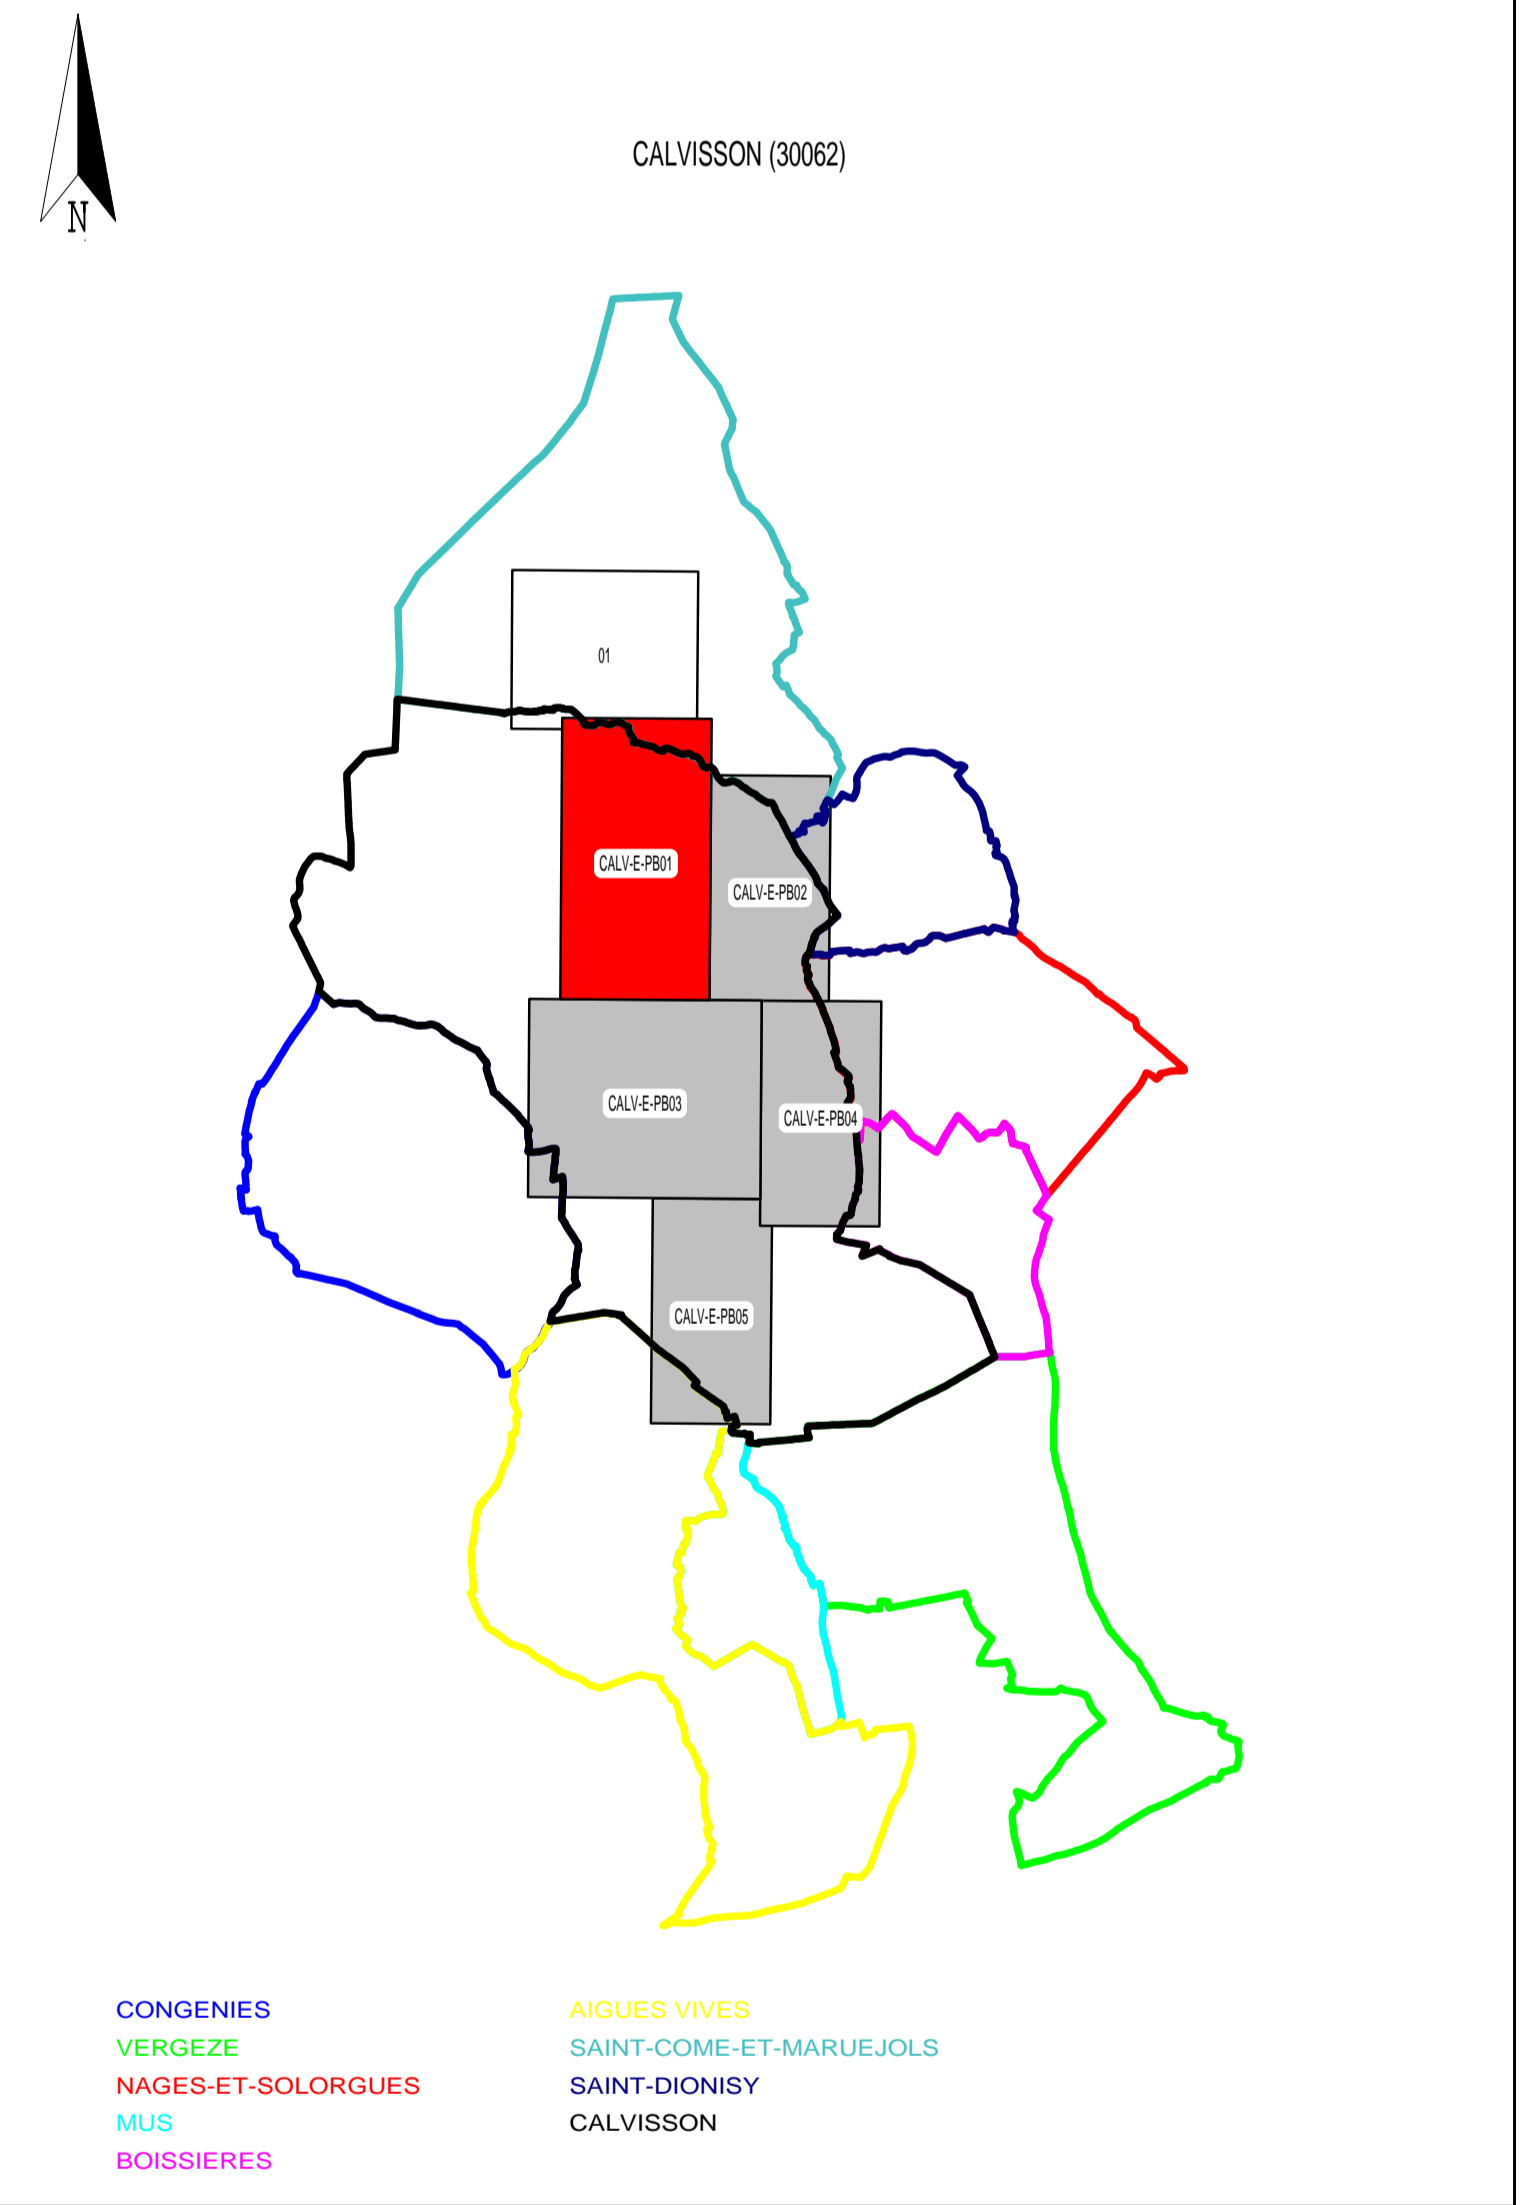 N
CALVISSON (30062)
01
CALV-E-PB01
CALV-E-PB02
CALV-E-PB03
CALV-E-PB04
CALV-E-PB05
CONGENIES
VERGEZE
NAGES-ET-SOLORGUES
MUS
BOISSIERES
AIGUES VIVES
SAINT-COME-ET-MARUEJOLS
SAINT-DIONISY
CALVISSON